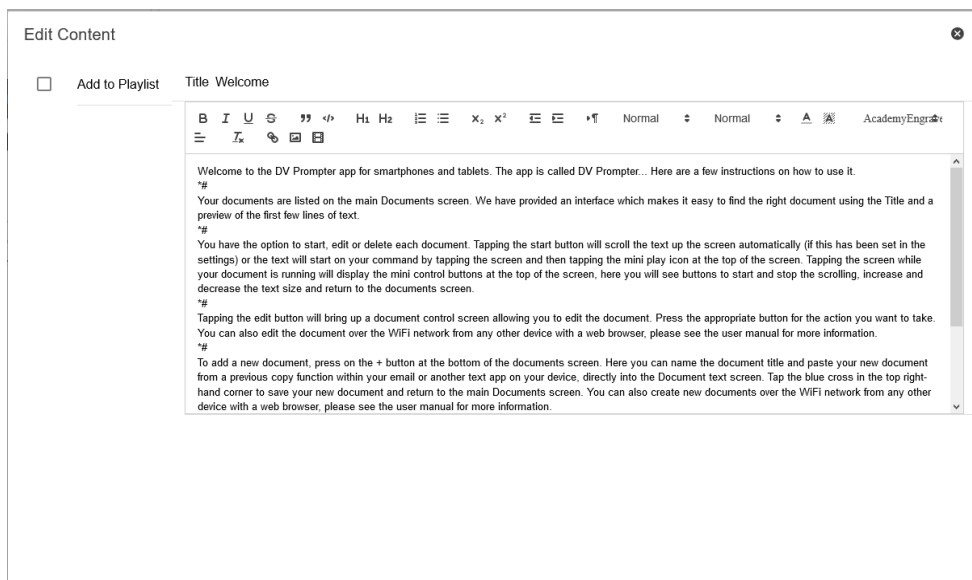 Edit Content
Add to Playlist
Title Welcome
B I U S ” </> H1 H2 X2 X2 Normal Normal A A AcademyEngrave
Tx
Welcome to the DV Prompter app for smartphones and tablets. The app is called DV Prompter... Here are a few instructions on how to use it.
*#
Your documents are listed on the main Documents screen. We have provided an interface which makes it easy to find the right document using the Title and a
preview of the first few lines of text.
*#
You have the option to start, edit or delete each document. Tapping the start button will scroll the text up the screen automatically (if this has been set in the
settings) or the text will start on your command by tapping the screen and then tapping the mini play icon at the top of the screen. Tapping the screen while
your document is running will display the mini control buttons at the top of the screen, here you will see buttons to start and stop the scrolling, increase and
decrease the text size and return to the documents screen.
*#
Tapping the edit button will bring up a document control screen allowing you to edit the document. Press the appropriate button for the action you want to take.
You can also edit the document over the WiFi network from any other device with a web browser, please see the user manual for more information.
*#
To add a new document, press on the + button at the bottom of the documents screen. Here you can name the document title and paste your new document
from a previous copy function within your email or another text app on your device, directly into the Document text screen. Tap the blue cross in the top right-
hand corner to save your new document and return to the main Documents screen. You can also create new documents over the WiFi network from any other
device with a web browser, please see the user manual for more information.